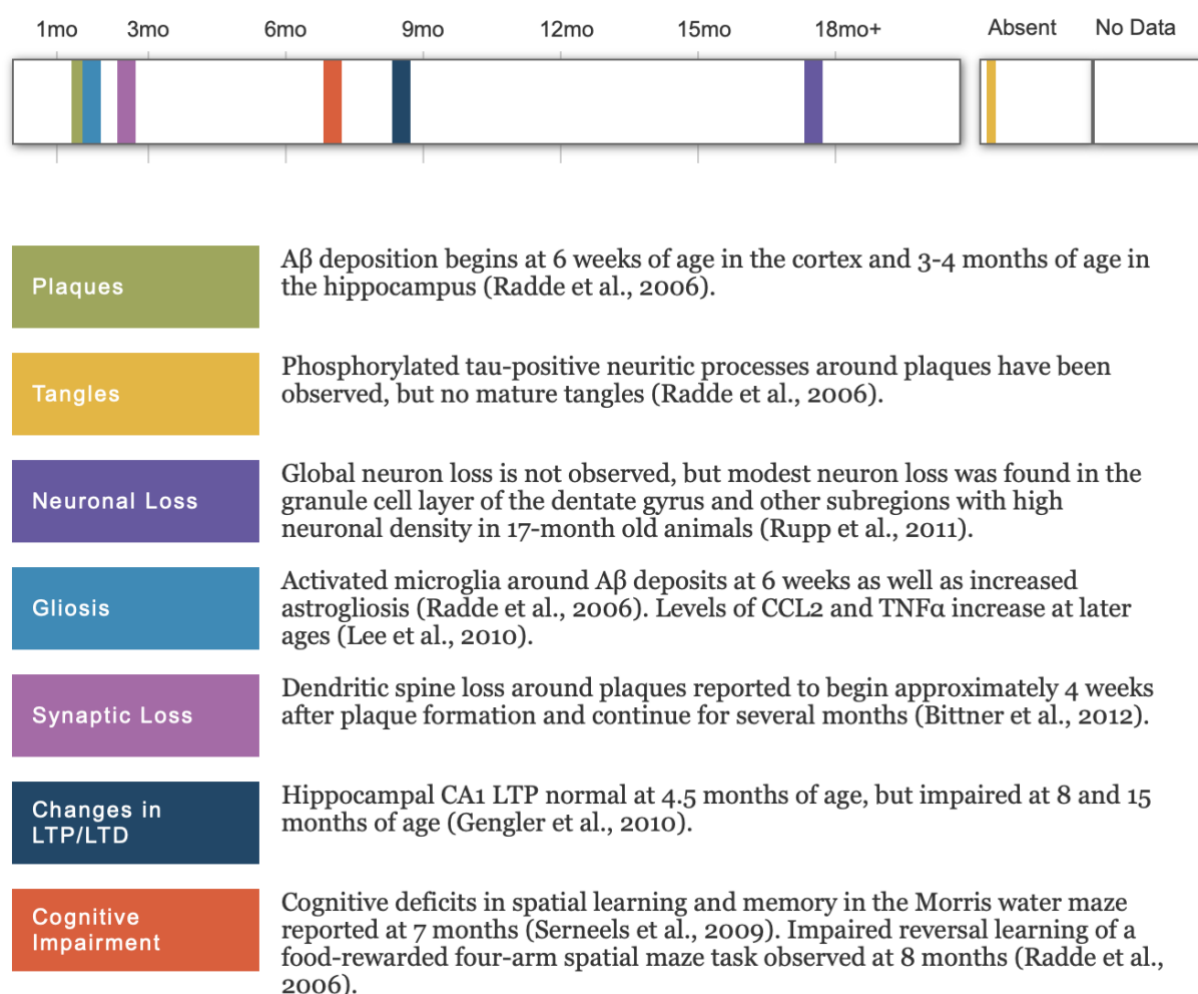 1mo 3mo 6mo 9mo 12mo 15mo 18mo+ Absent No Data
Plaques
Aβ deposition begins at 6 weeks of age in the cortex and 3-4 months of age in
the hippocampus (Radde et al., 2006).
Tangles
Phosphorylated tau-positive neuritic processes around plaques have been
observed, but no mature tangles (Radde et al., 2006).
Neuronal Loss
Global neuron loss is not observed, but modest neuron loss was found in the
granule cell layer of the dentate gyrus and other subregions with high
neuronal density in 17-month old animals (Rupp et al., 2011).
Gliosis
Activated microglia around Aβ deposits at 6 weeks as well as increased
astrogliosis (Radde et al., 2006). Levels of CCL2 and TNFα increase at later
ages (Lee et al., 2010).
Synaptic Loss
Dendritic spine loss around plaques reported to begin approximately 4 weeks
after plaque formation and continue for several months (Bittner et al., 2012).
Changes in
LTP/LTD
Hippocampal CA1 LTP normal at 4.5 months of age, but impaired at 8 and 15
months of age (Gengler et al., 2010).
Cognitive
Impairment
Cognitive deficits in spatial learning and memory in the Morris water maze
reported at 7 months (Serneels et al., 2009). Impaired reversal learning of a
food-rewarded four-arm spatial maze task observed at 8 months (Radde et al.,
2006).